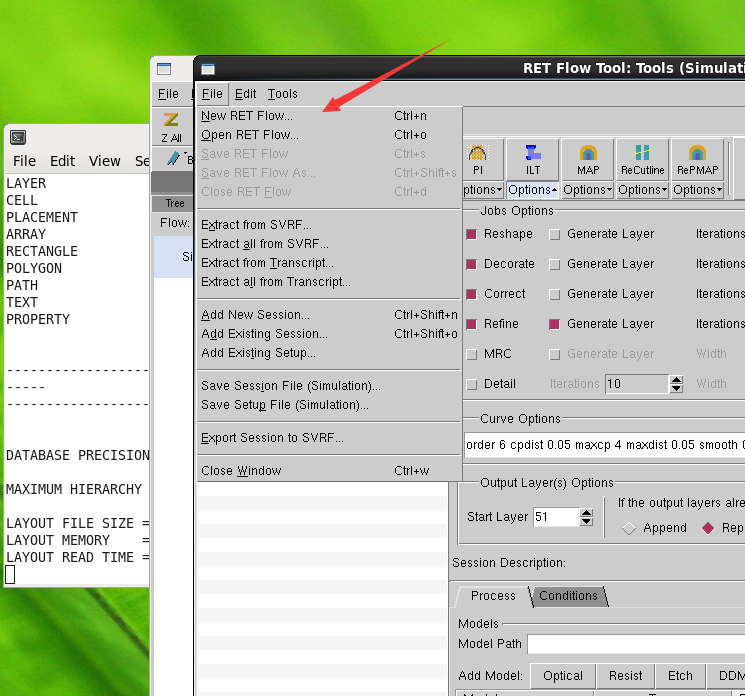 RET Flow Tool: Tools (Simulati
File
File Edit Tools
Z All
File Edit View Se
B
Tree
Flow:
Si
New RET Flow... Ctrl+n
Open RET Flow... Ctrl+o
Save RET Flow Ctrl+s
Save RET Flow As... Ctrl+Shift+s
Close RET Flow Ctrl+d
Extract from SVRF...
Extract all from SVRF...
Extract from Transcript...
Extract all from Transcript...
Add New Session... Ctrl+Shift+n
Add Existing Session... Ctrl+Shift+o
Add Existing Setup...
Save Session File (Simulation)...
Save Setup File (Simulation)...
Export Session to SVRF...
Close Window Ctrl+w
LAYER
CELL
PLACEMENT
ARRAY
RECTANGLE
POLYGON
PATH
TEXT
PROPERTY
-----------------
-----
-----------------
DATABASE PRECISION
MAXIMUM HIERARCHY
LAYOUT FILE SIZE =
LAYOUT MEMORY =
LAYOUT READ TIME =
PI ILT MAP ReCutline RePMAP
ptions Options Options Options Options
Jobs Options
Reshape Generate Layer Iterations
Decorate Generate Layer Iterations
Correct Generate Layer Iterations
Refine Generate Layer Iterations
MRC Generate Layer Width
Detail Iterations 10 Width
Curve Options
order 6 cpdist 0.05 maxcp 4 maxdist 0.05 smooth 0
Output Layer(s) Options
Start Layer 51
If the output layers alre
Append Rep
Session Description:
Process Conditions
Models
Model Path
Add Model: Optical Resist Etch DDM